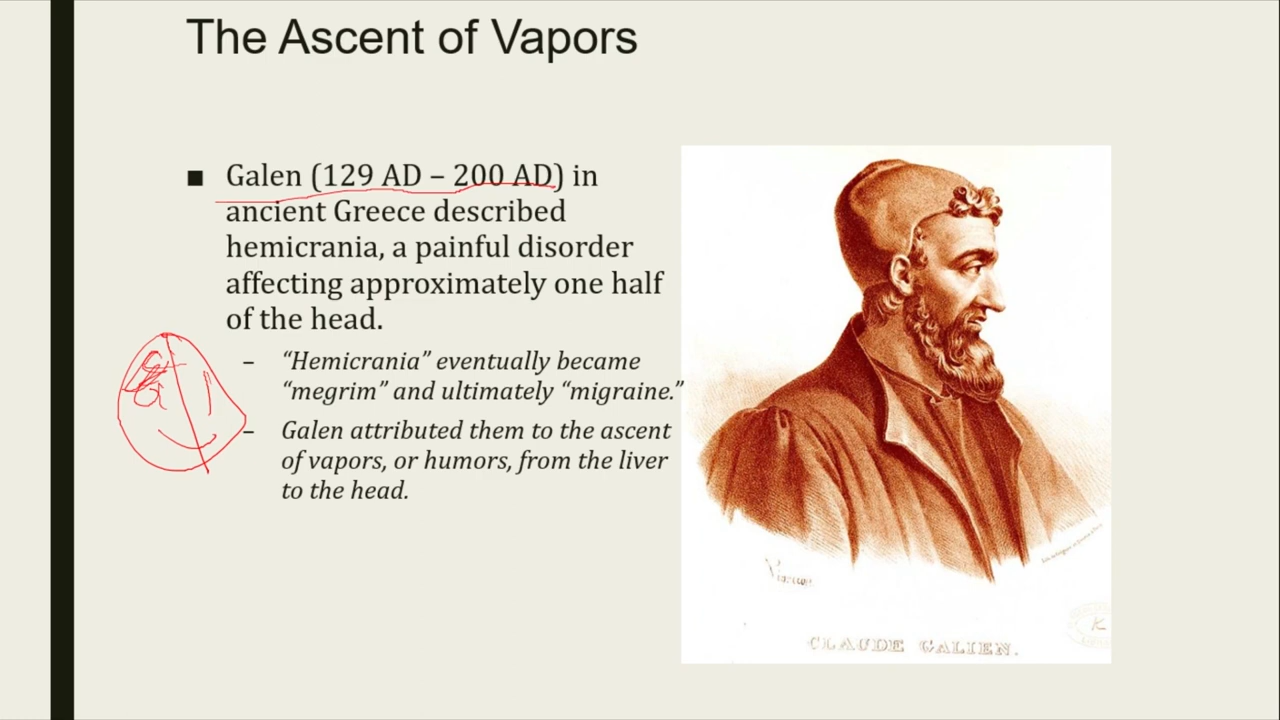 The Ascent of Vapors
■ Galen (129 AD – 200 AD) in
ancient Greece described
hemicrania, a painful disorder
affecting approximately one half
of the head.
– “Hemicrania” eventually became
“megrim” and ultimately “migraine.”
– Galen attributed them to the ascent
of vapors, or humors, from the liver
to the head.
CLAUDE GALIEN.